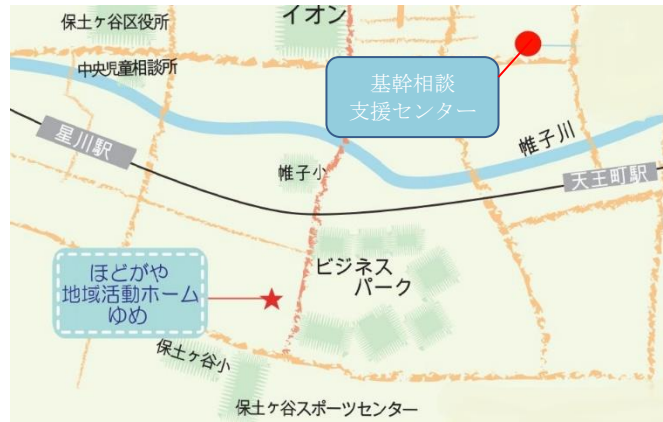 保土ヶ谷区役所
イオン
中央児童相談所
基幹相談
支援センター
星川駅
帷子小
帷子川
天王町駅
ほどがや
地域活動ホーム
ゆめ
ビジネス
パーク
保土ヶ谷小
保土ヶ谷スポーツセンター